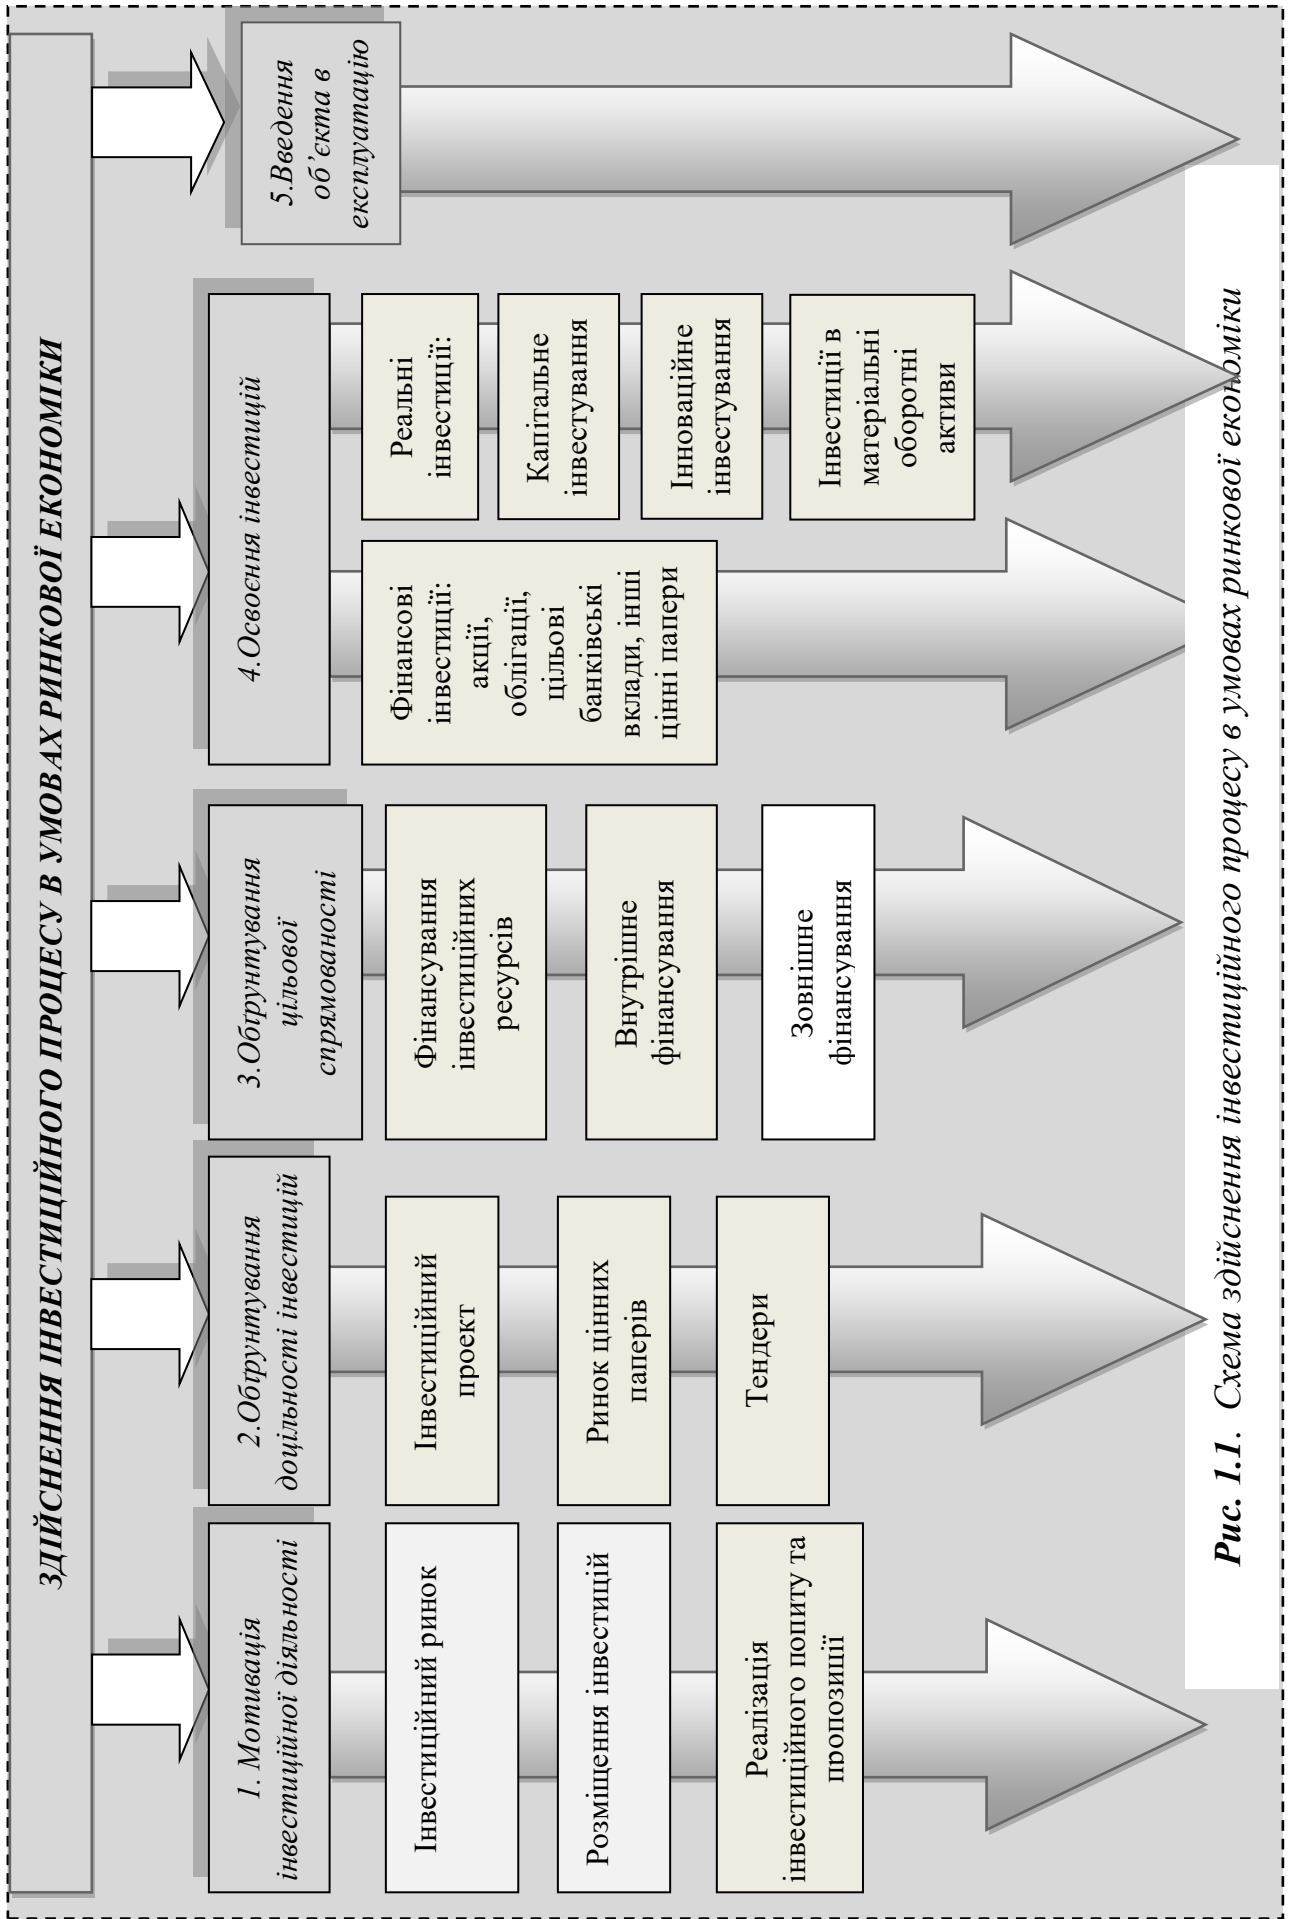 ЗДІЙСНЕННЯ ІНВЕСТИЦІЙНОГО ПРОЦЕСУ В УМОВАХ РИНКОВОЇ ЕКОНОМІКИ
1. Мотивація
інвестиційної діяльності
Інвестиційний ринок
Розміщення інвестицій
Реалізація
інвестиційного попиту та
пропозиції
2.Обґрунтування
доцільності інвестицій
Інвестиційний
проект
Ринок цінних
паперів
Тендери
3.Обґрунтування
цільової
спрямованості
Фінансування
інвестиційних
ресурсів
Внутрішне
фінансування
Зовнішне
фінансування
4.Освоєння інвестицій
Фінансові
інвестиції:
акції,
облігації,
цільові
банківські
вклади, інші
цінні папери
Реальні
інвестиції:
Капітальне
інвестування
Інноваційне
інвестування
Інвестиції в
матеріальні
оборотні
активи
5.Введення
об’єкта в
експлуатацію
Рис. 1.1. Схема здійснення інвестиційного процесу в умовах ринкової економіки